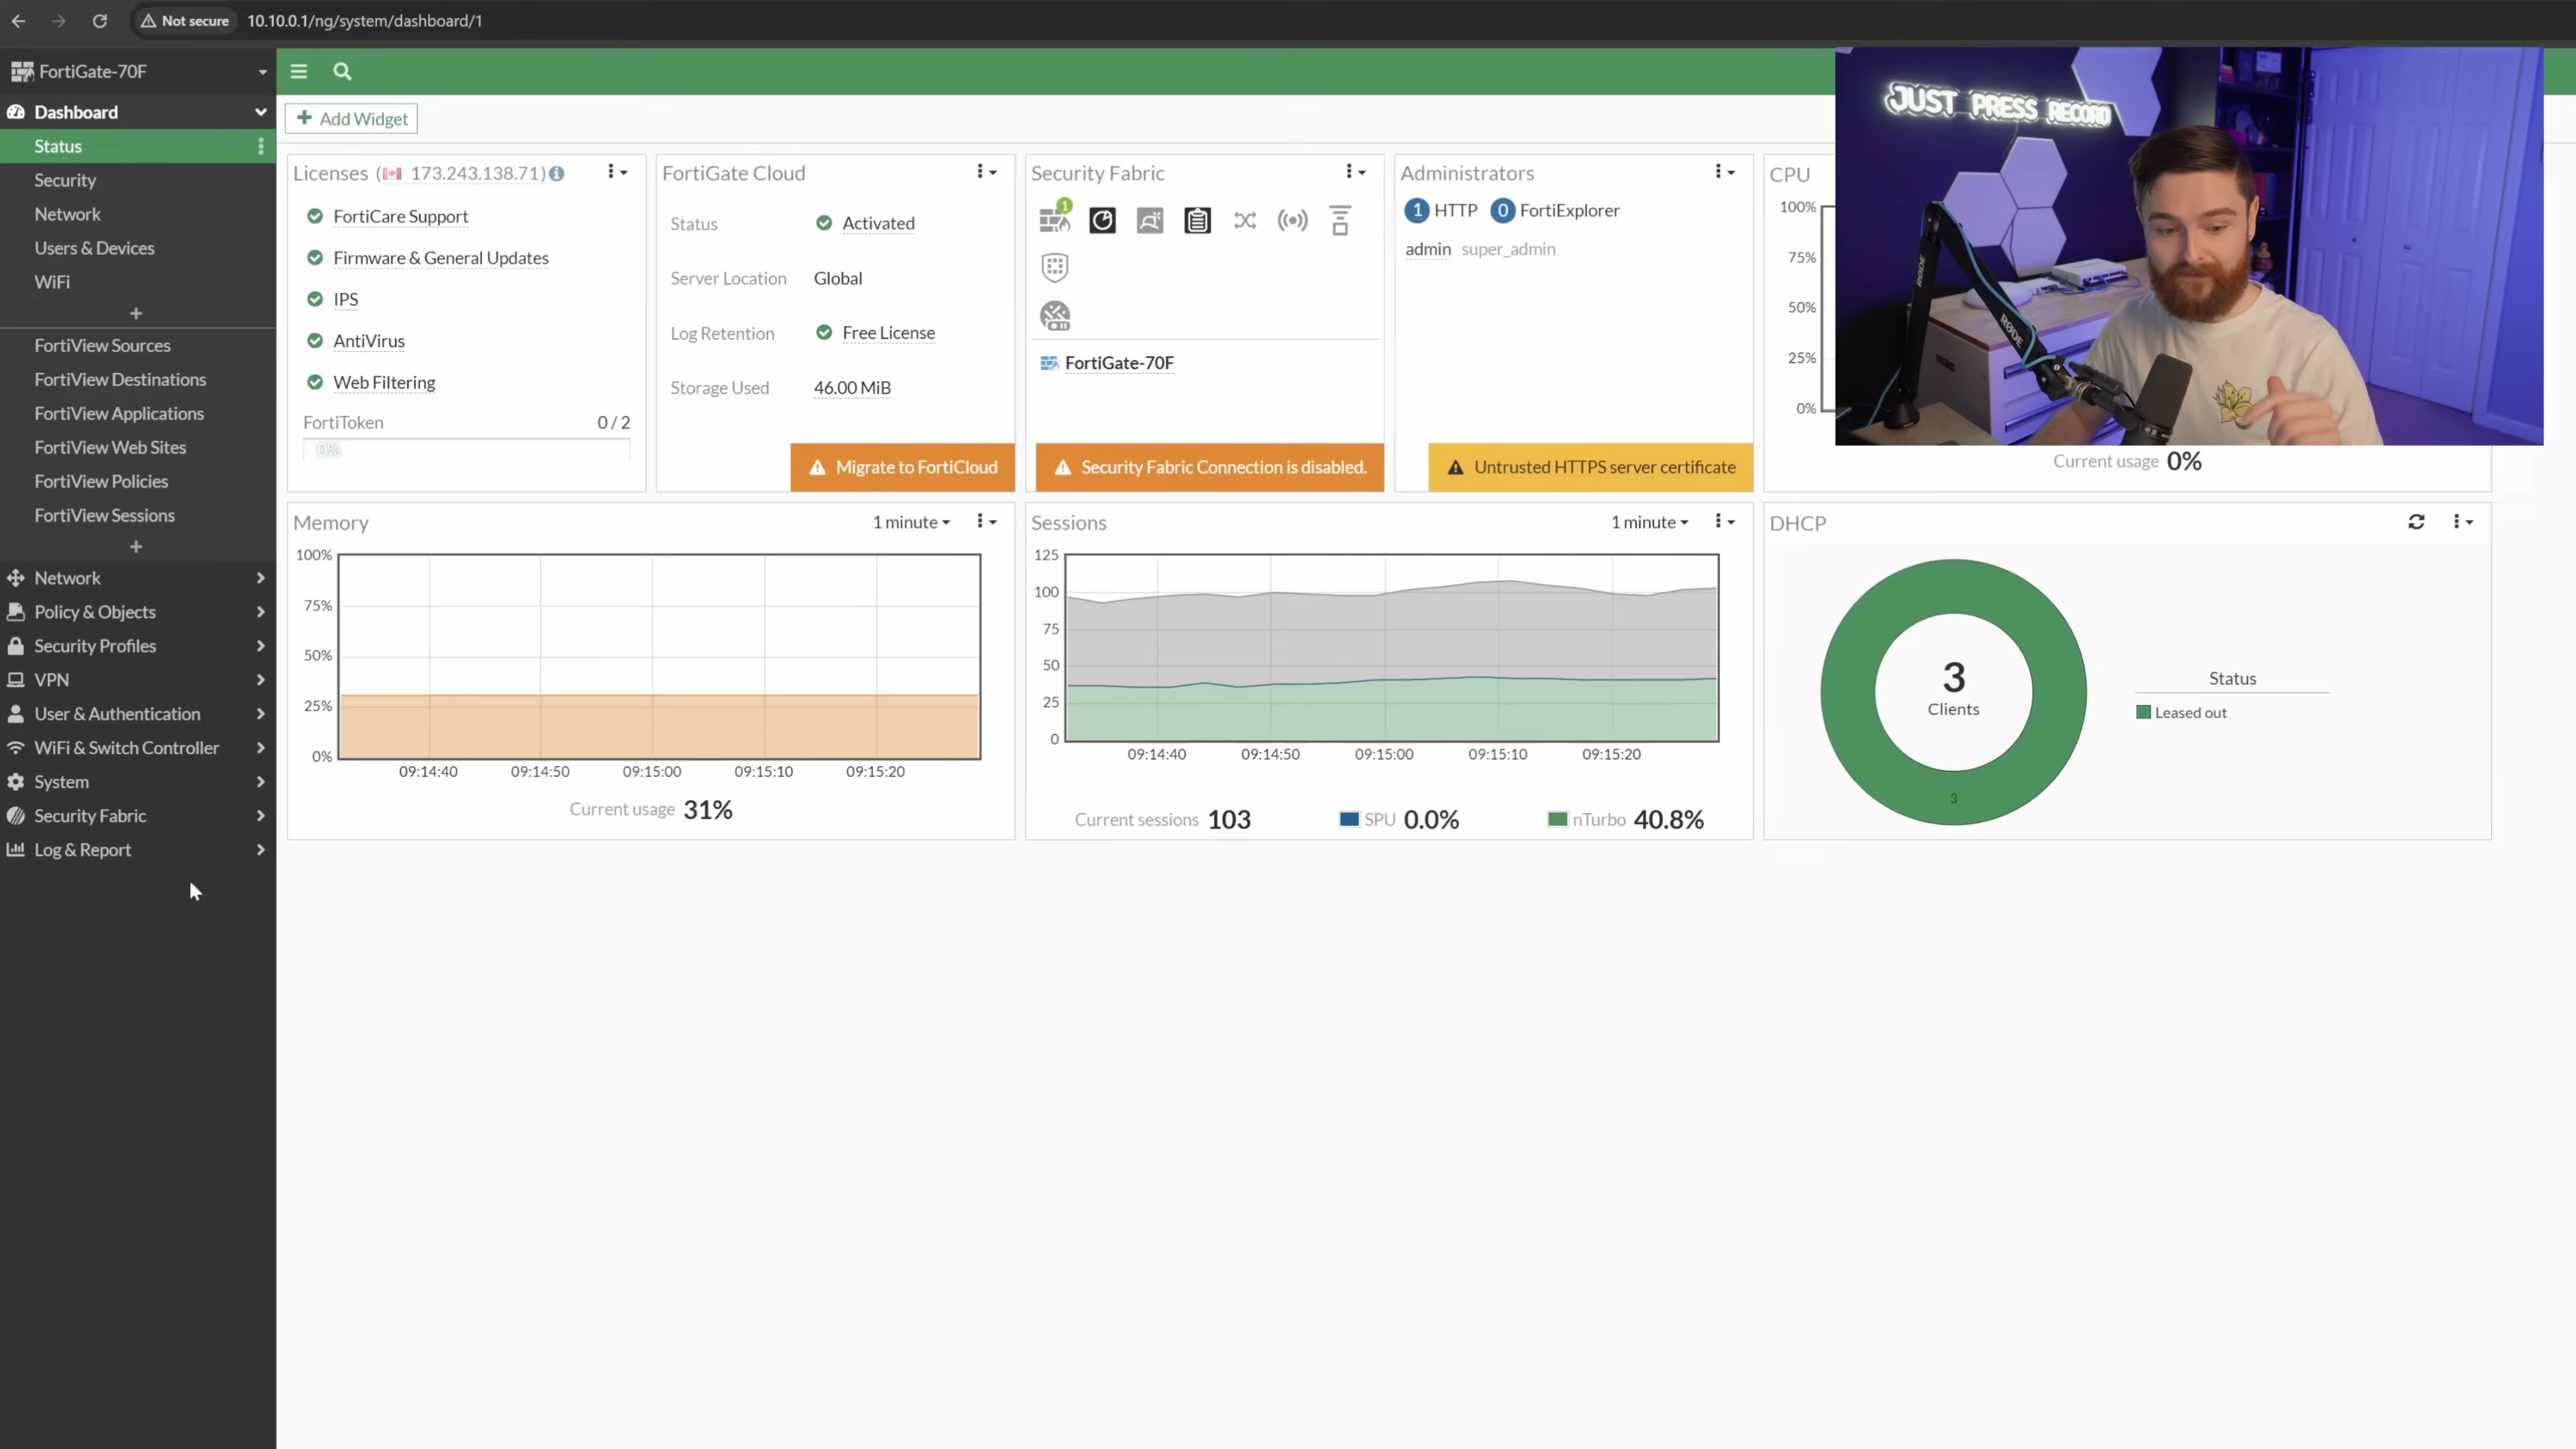 Not secure 10.10.0.1/ng/system/dashboard/1
FortiGate-70F
Dashboard
Status
Security
Network
Users & Devices
WiFi
+
FortiView Sources
FortiView Destinations
FortiView Applications
FortiView Web Sites
FortiView Policies
FortiView Sessions
+
Network
Policy & Objects
Security Profiles
VPN
User & Authentication
WiFi & Switch Controller
System
Security Fabric
Log & Report
+ Add Widget
Licenses (173.243.138.71)
FortiCare Support
Firmware & General Updates
IPS
AntiVirus
Web Filtering
FortiToken 0 / 2
0%
FortiGate Cloud
Status Activated
Server Location Global
Log Retention Free License
Storage Used 46.00 MiB
Migrate to FortiCloud
Security Fabric
1
FortiGate-70F
Security Fabric Connection is disabled.
Administrators
1 HTTP 0 FortiExplorer
admin super_admin
Untrusted HTTPS server certificate
CPU
100%
75%
50%
25%
0%
Current usage 0%
JUST PRESS RECORD
RØDE
RØDE
Memory 1 minute
100%
75%
50%
25%
0%
09:14:40 09:14:50 09:15:00 09:15:10 09:15:20
Current usage 31%
Sessions 1 minute
125
100
75
50
25
0
09:14:40 09:14:50 09:15:00 09:15:10 09:15:20
Current sessions 103 SPU 0.0% nTurbo 40.8%
DHCP
3
Clients
3
Status
Leased out